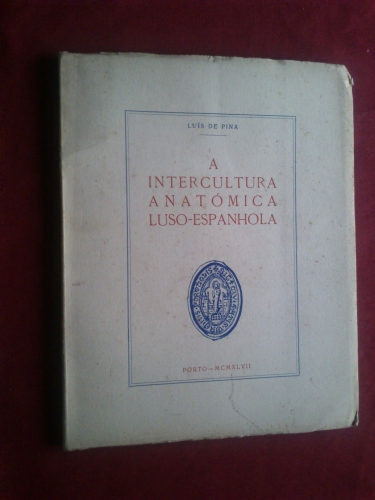 LUÍS DE PINA
A
INTERCULTURA
ANATÓMICA
LUSO-ESPANHOLA
PORTO — MCMXLVII